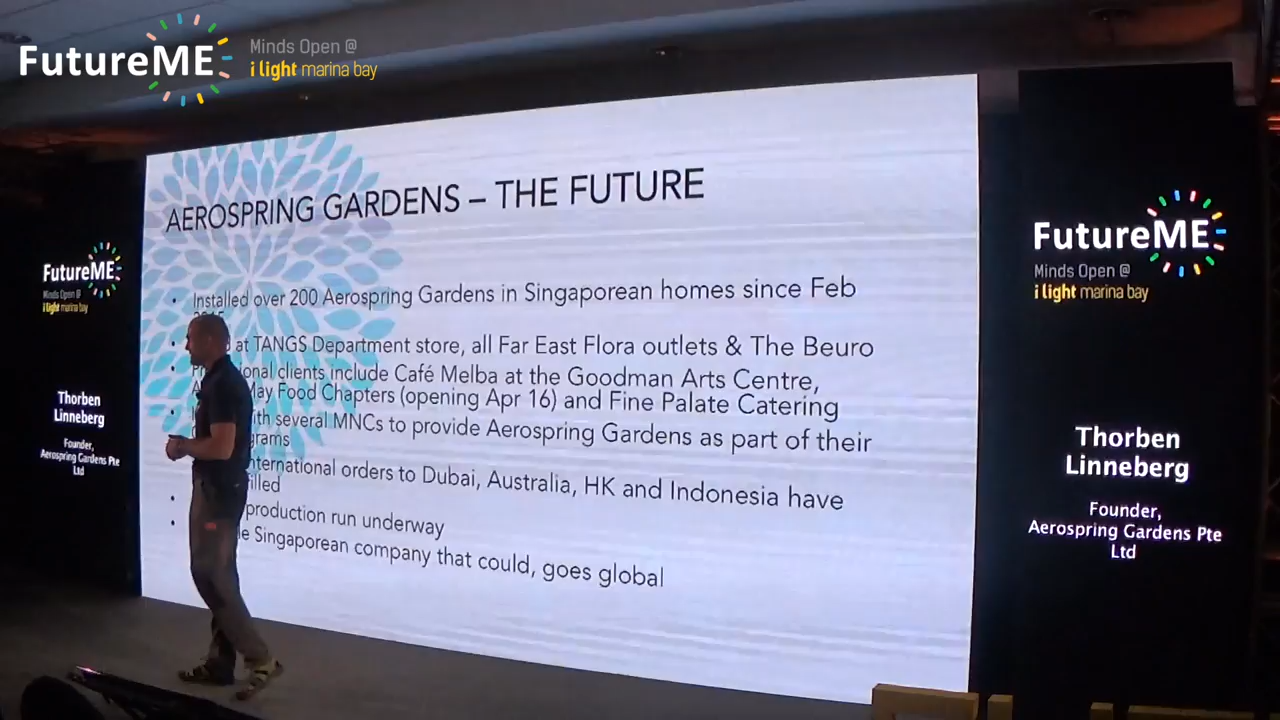 FutureME
Minds Open @
i light marina bay
AEROSPRING GARDENS – THE FUTURE
Installed over 200 Aerospring Gardens in Singaporean homes since Feb
at TANGS Department store, all Far East Flora outlets & The Beuro
clients include Café Melba at the Goodman Arts Centre,
May Food Chapters (opening Apr 16) and Fine Palate Catering
with several MNCs to provide Aerospring Gardens as part of their
international orders to Dubai, Australia, HK and Indonesia have
production run underway
Singaporean company that could, goes global
FutureME
Minds Open @
i light marina bay
Thorben
Linneberg
Founder,
Aerospring Gardens Pte
Ltd
FutureME
Minds Open @
i light marina bay
Thorben
Linneberg
Founder,
Aerospring Gardens Pte
Ltd